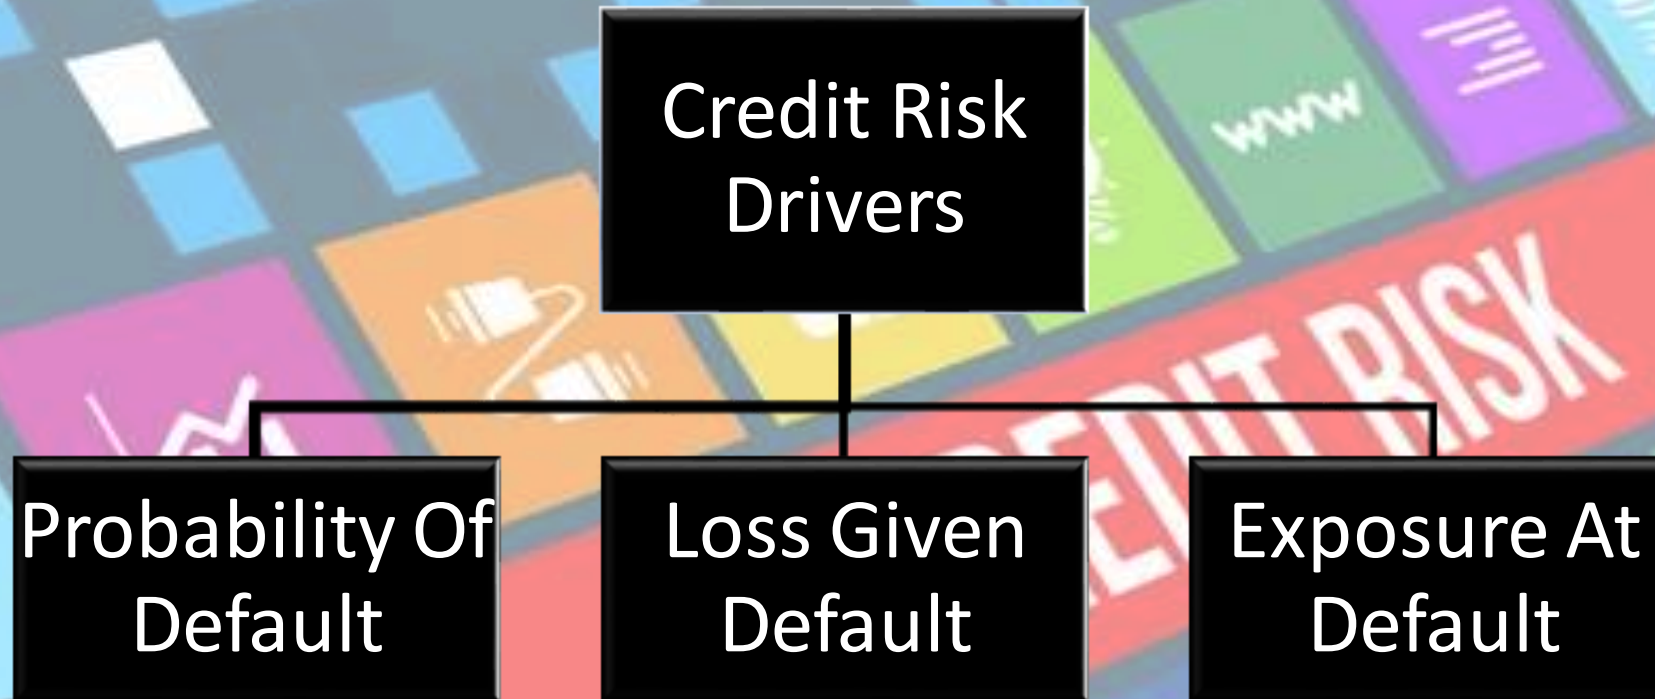 Credit Risk
Drivers
www
CREDIT RISK
Probability Of
Default
Loss Given
Default
Exposure At
Default